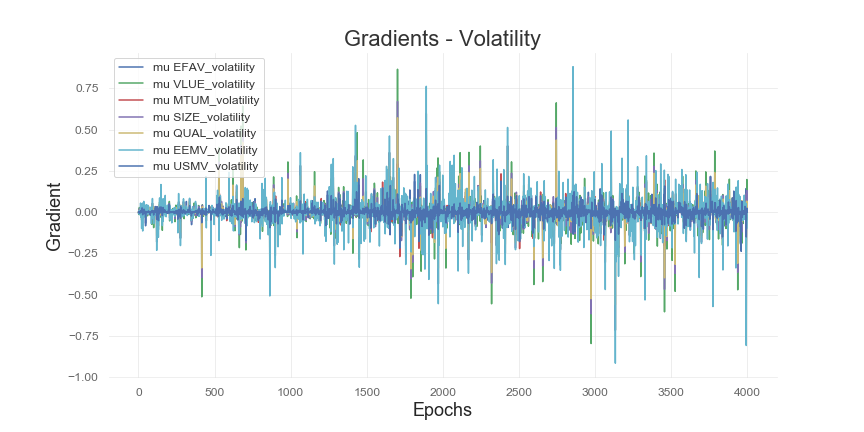 Gradients - Volatility
mu EFAV_volatility
mu VLUE_volatility
mu MTUM_volatility
mu SIZE_volatility
mu QUAL_volatility
mu EEMV_volatility
mu USMV_volatility
Gradient
0.75
0.50
0.25
0.00
−0.25
−0.50
−0.75
−1.00
0 500 1000 1500 2000 2500 3000 3500 4000
Epochs